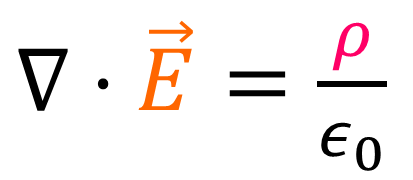 ∇ · E⃗ = ρ/ϵ₀